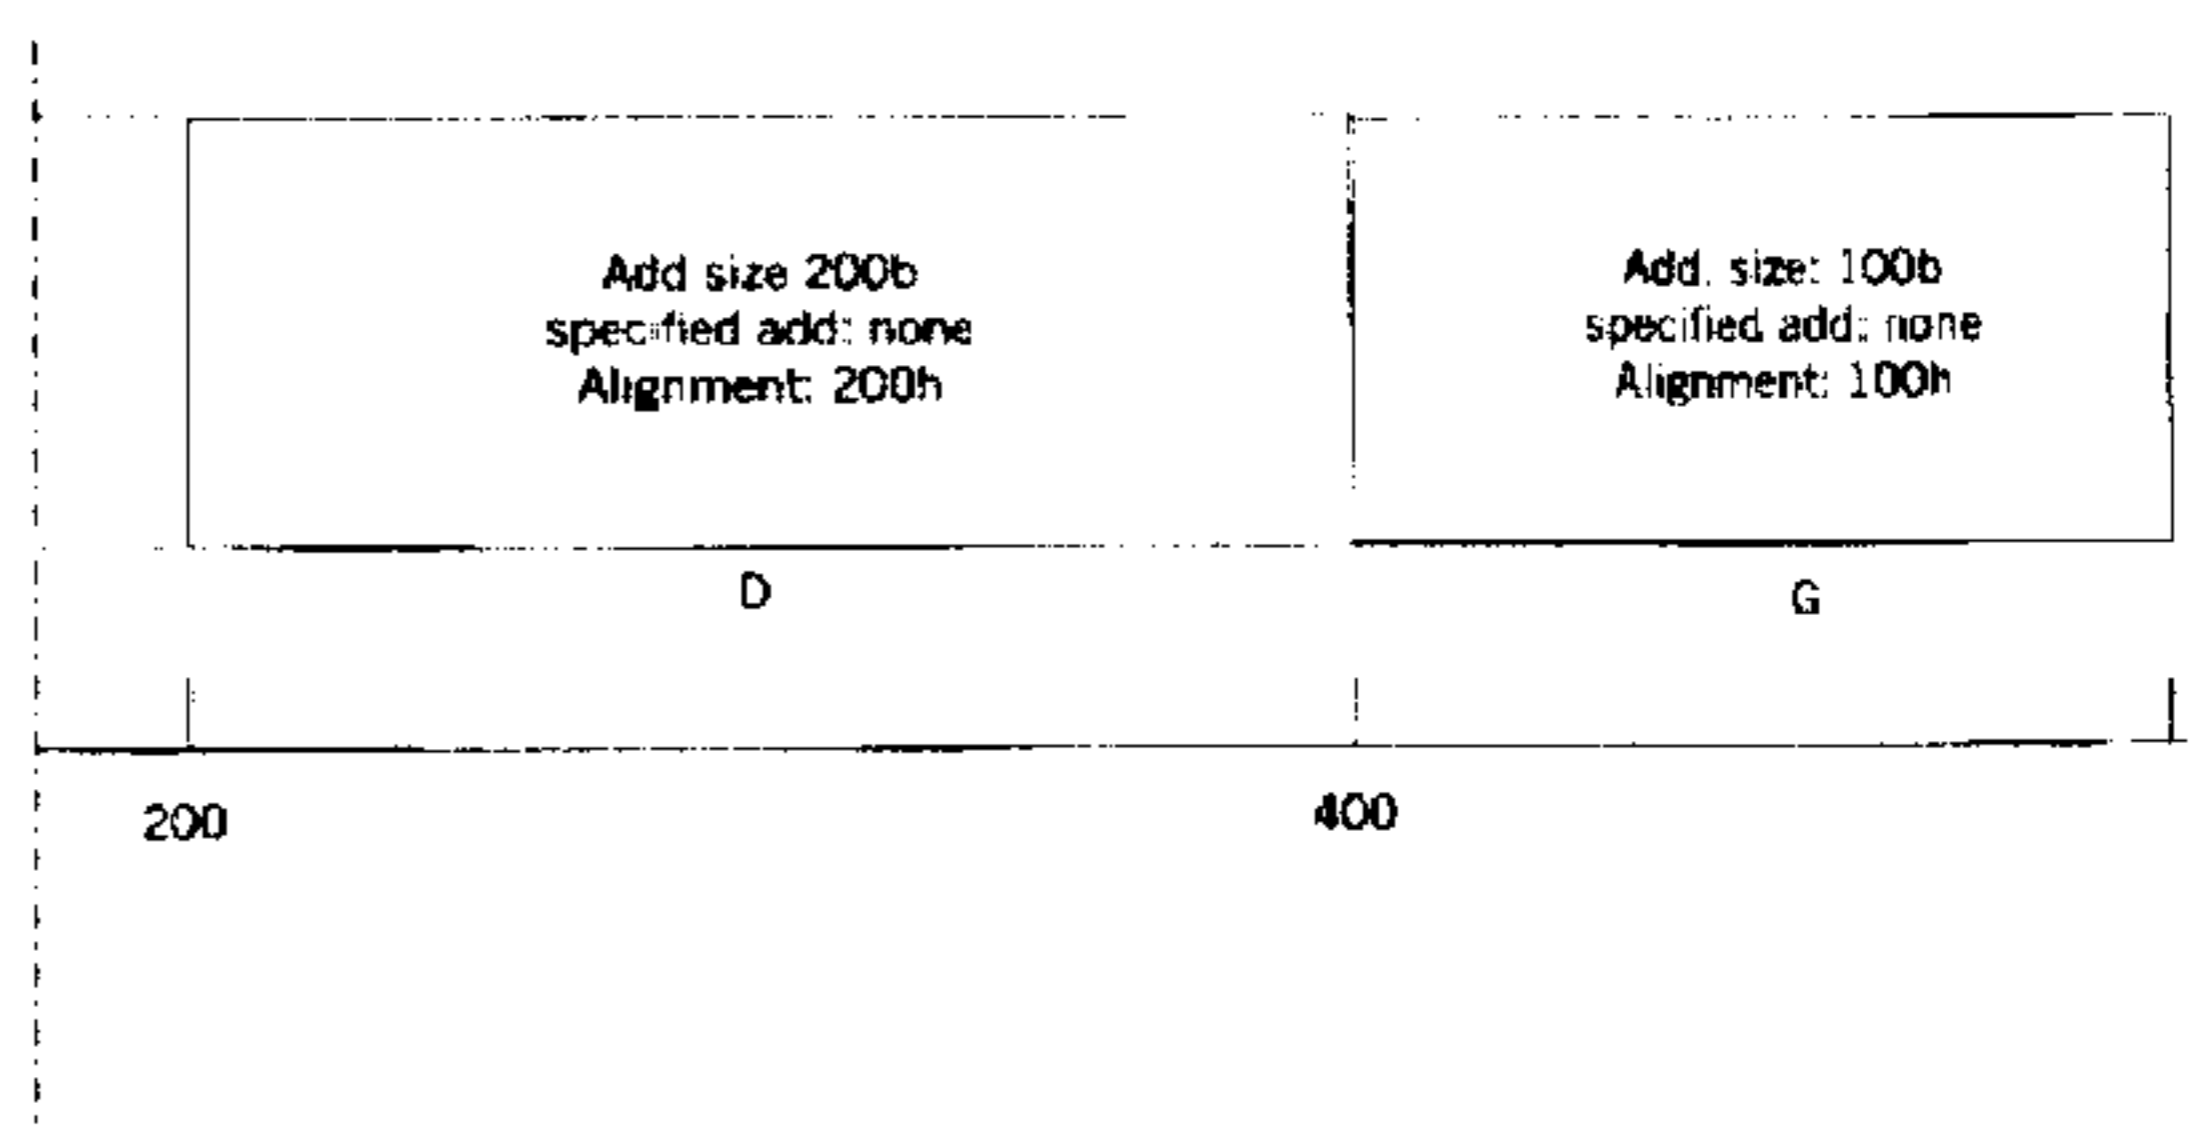 Add size 200b
specified add: none
Alignment: 200h
Add. size: 100b
specified add: none
Alignment: 100h
D
G
200
400